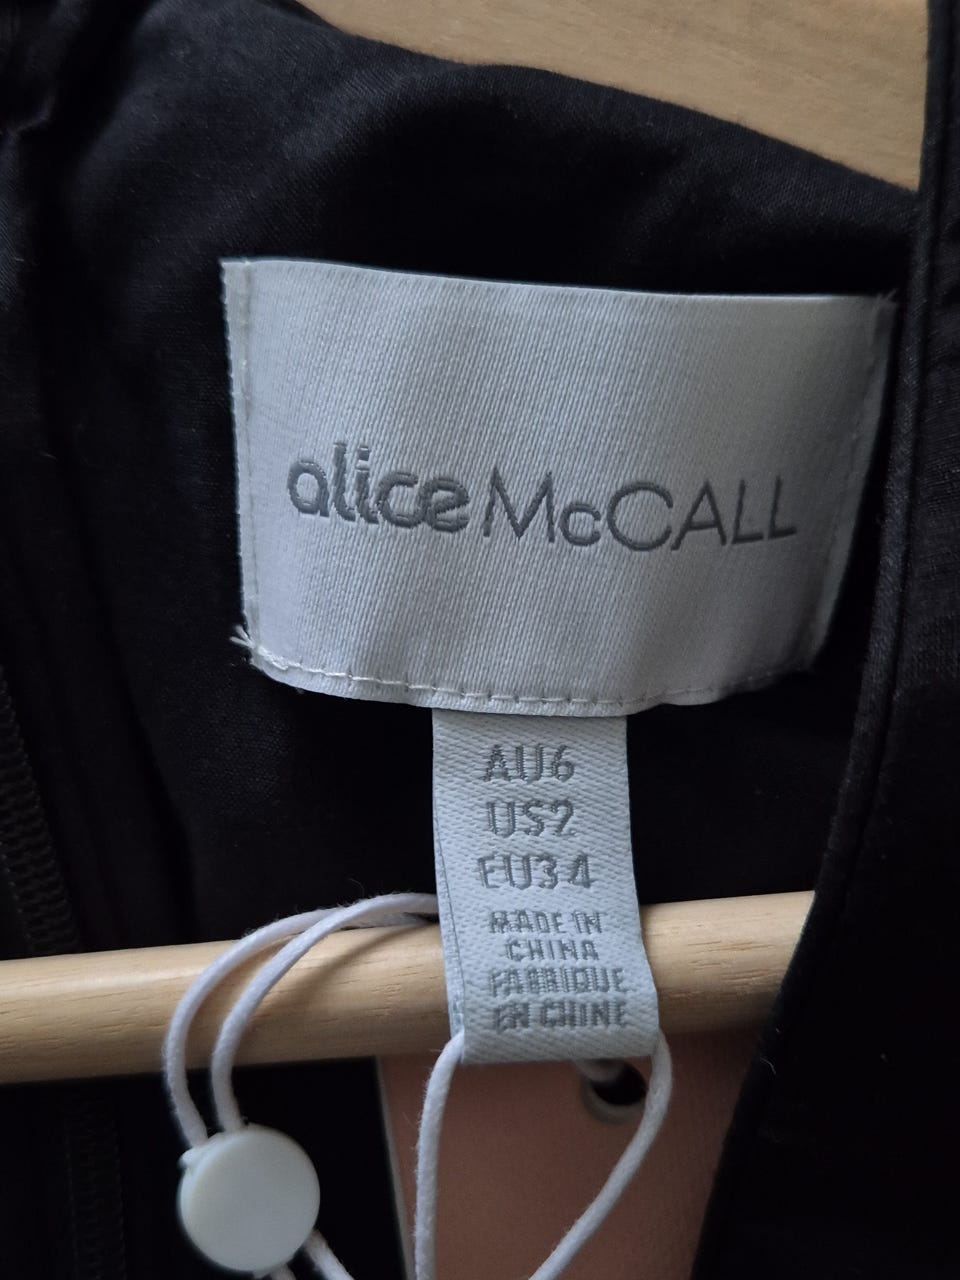 alice McCALL
AU6
US2
EU34
MADE IN
CHINA
FABRIQUE
EN CHINE